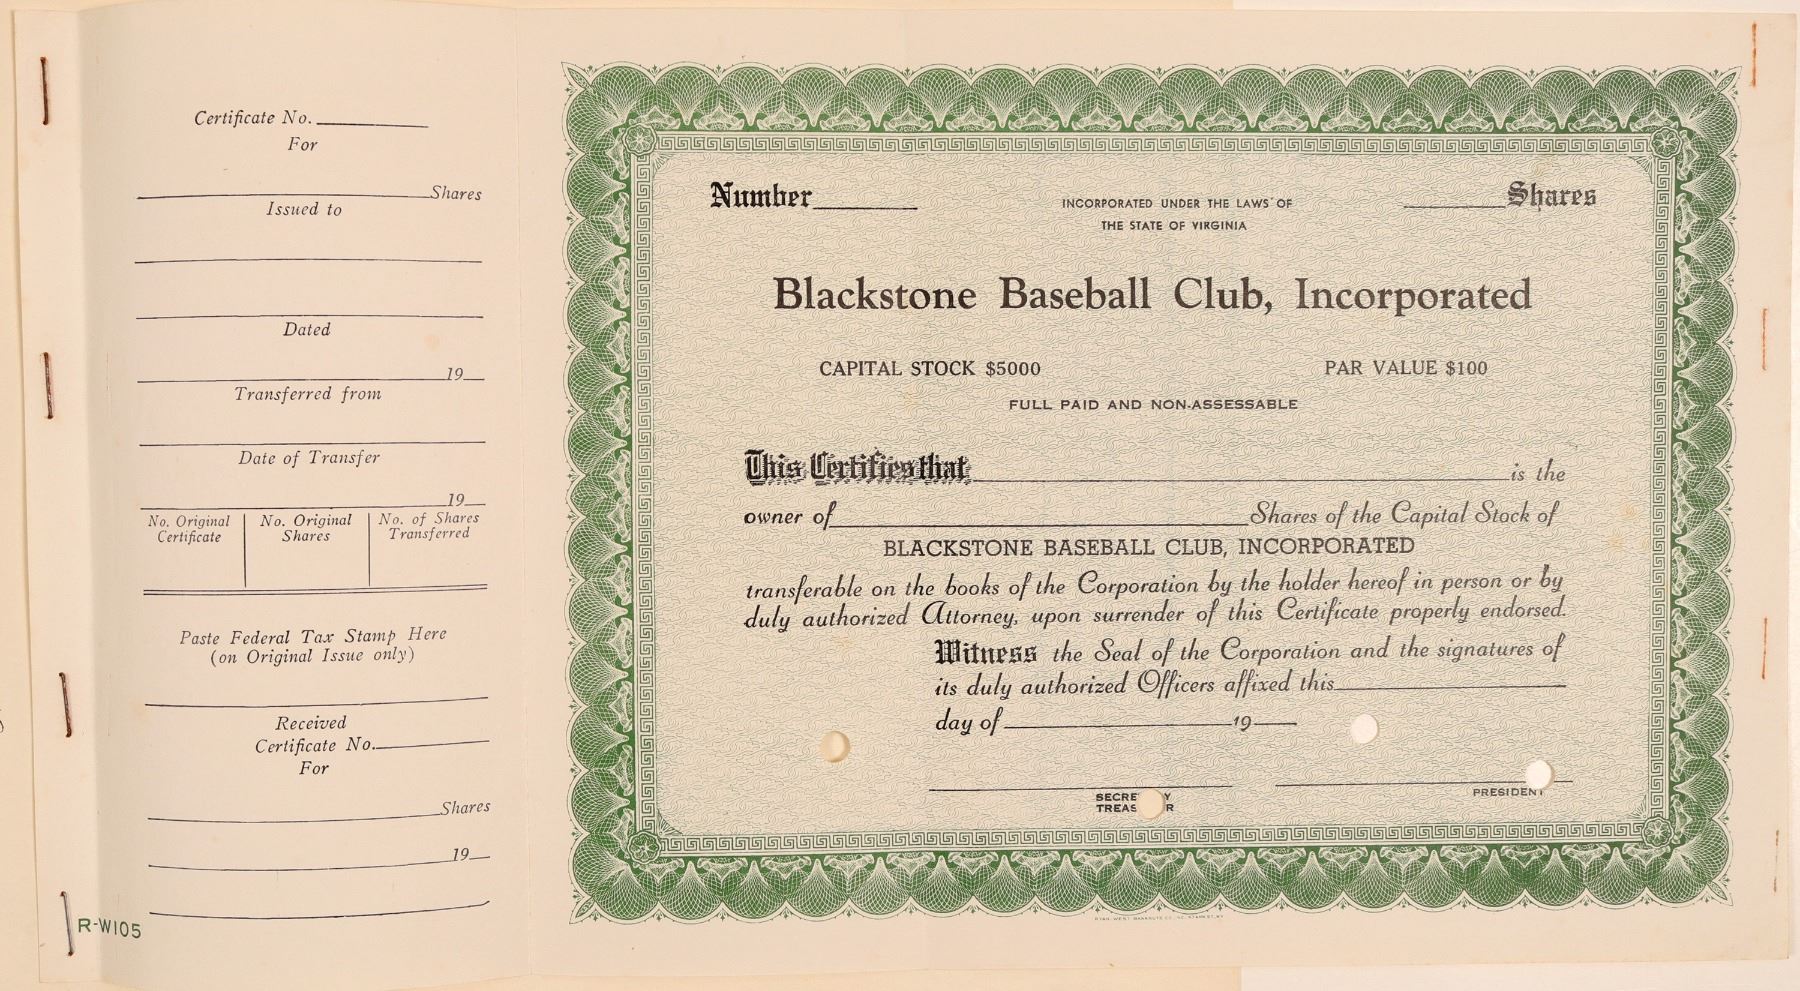 Certificate No.
For
Shares
Issued to
Dated
19
Transferred from
Date of Transfer
19
No. Original Certificate
No. Original Shares
No. of Shares Transferred
Paste Federal Tax Stamp Here
(on Original Issue only)
Received
Certificate No.
For
Shares
19
R-W105
Number
INCORPORATED UNDER THE LAWS OF
THE STATE OF VIRGINIA
Shares
Blackstone Baseball Club, Incorporated
CAPITAL STOCK $5000
PAR VALUE $100
FULL PAID AND NON-ASSESSABLE
This Certifies that is the
owner of Shares of the Capital Stock of
BLACKSTONE BASEBALL CLUB, INCORPORATED
transferable on the books of the Corporation by the holder hereof in person or by
duly authorized Attorney, upon surrender of this Certificate properly endorsed.
Witness the Seal of the Corporation and the signatures of
its duly authorized Officers affixed this
day of 19
SECRE Y
TREAS R
PRESIDENT